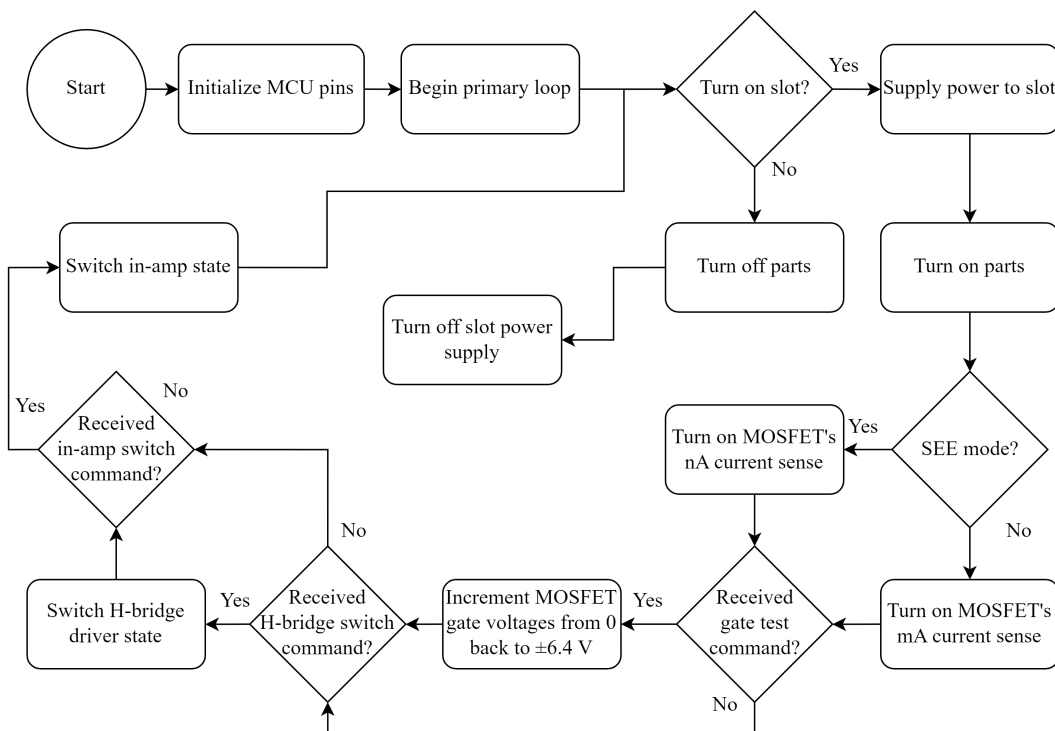 Start
Initialize MCU pins
Begin primary loop
Turn on slot?
Yes
Supply power to slot
No
Switch in-amp state
Turn off parts
Turn on parts
Turn off slot power
supply
No
Yes
Received
in-amp switch
command?
Turn on MOSFET's
nA current sense
Yes
SEE mode?
No
No
Switch H-bridge
driver state
Yes
Received
H-bridge switch
command?
Increment MOSFET
gate voltages from 0
back to ±6.4 V
Yes
Received
gate test
command?
Turn on MOSFET's
mA current sense
No